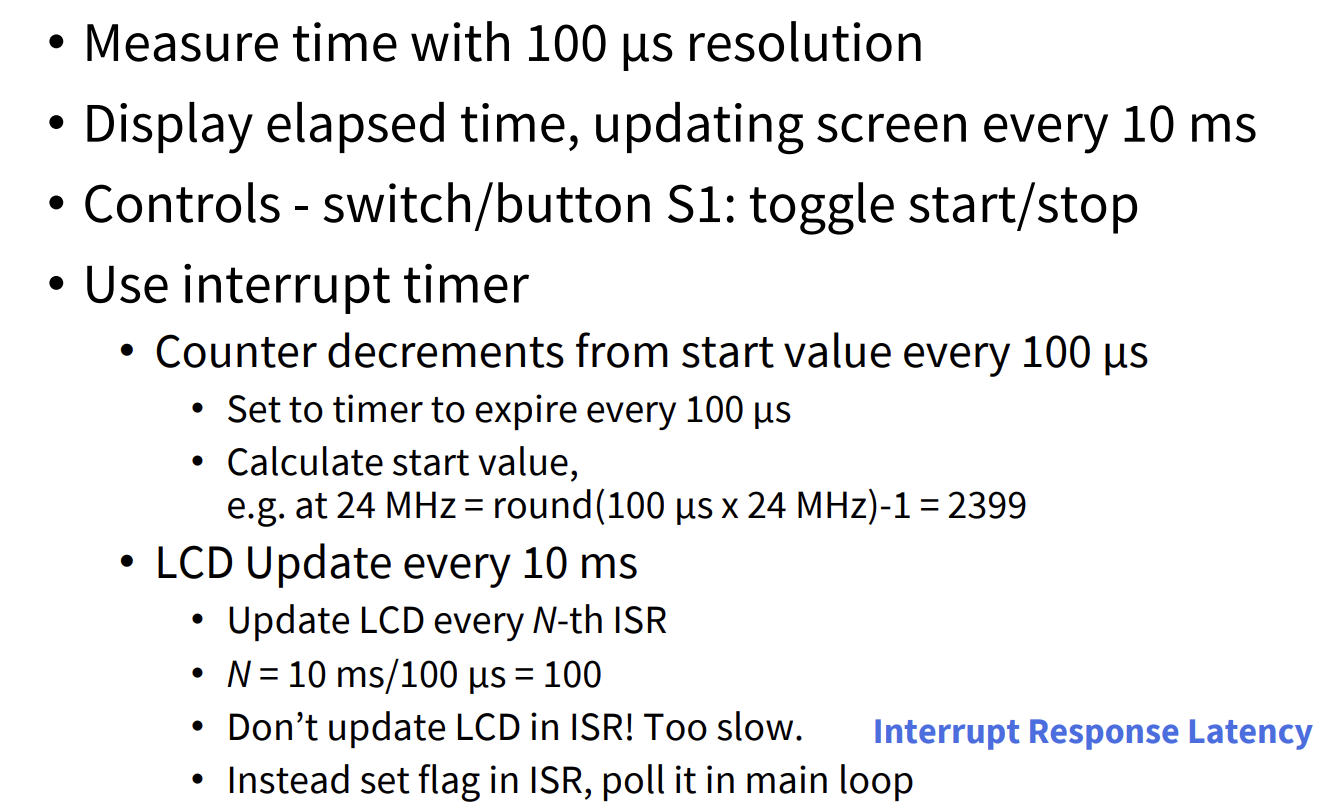 • Measure time with 100 µs resolution
• Display elapsed time, updating screen every 10 ms
• Controls - switch/button S1: toggle start/stop
• Use interrupt timer
• Counter decrements from start value every 100 µs
• Set to timer to expire every 100 µs
• Calculate start value,
e.g. at 24 MHz = round(100 µs x 24 MHz)-1 = 2399
• LCD Update every 10 ms
• Update LCD every N-th ISR
• N = 10 ms/100 µs = 100
• Don’t update LCD in ISR! Too slow.
Interrupt Response Latency
• Instead set flag in ISR, poll it in main loop